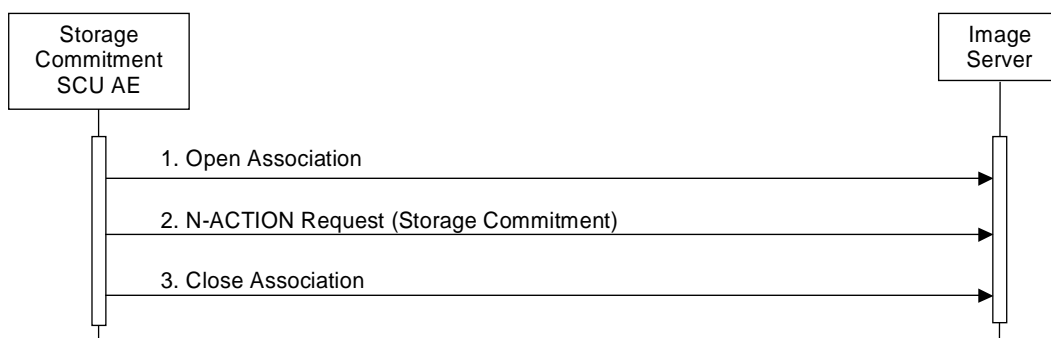 Storage
Commitment
SCU AE
Image
Server
1. Open Association
2. N-ACTION Request (Storage Commitment)
3. Close Association